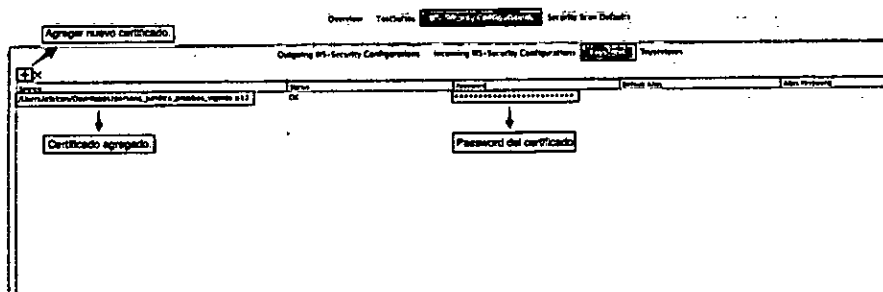 Overview TestSuites WS-Security Configurations Security Scan Defaults
Agregar nuevo certificado.
Outgoing WS-Security Configurations Incoming WS-Security Configurations Keystores Truststores
Source Status Password Default Alias Alias Password
OK ••••••••••••••••••••••
Certificado agregado.
Password del certificado